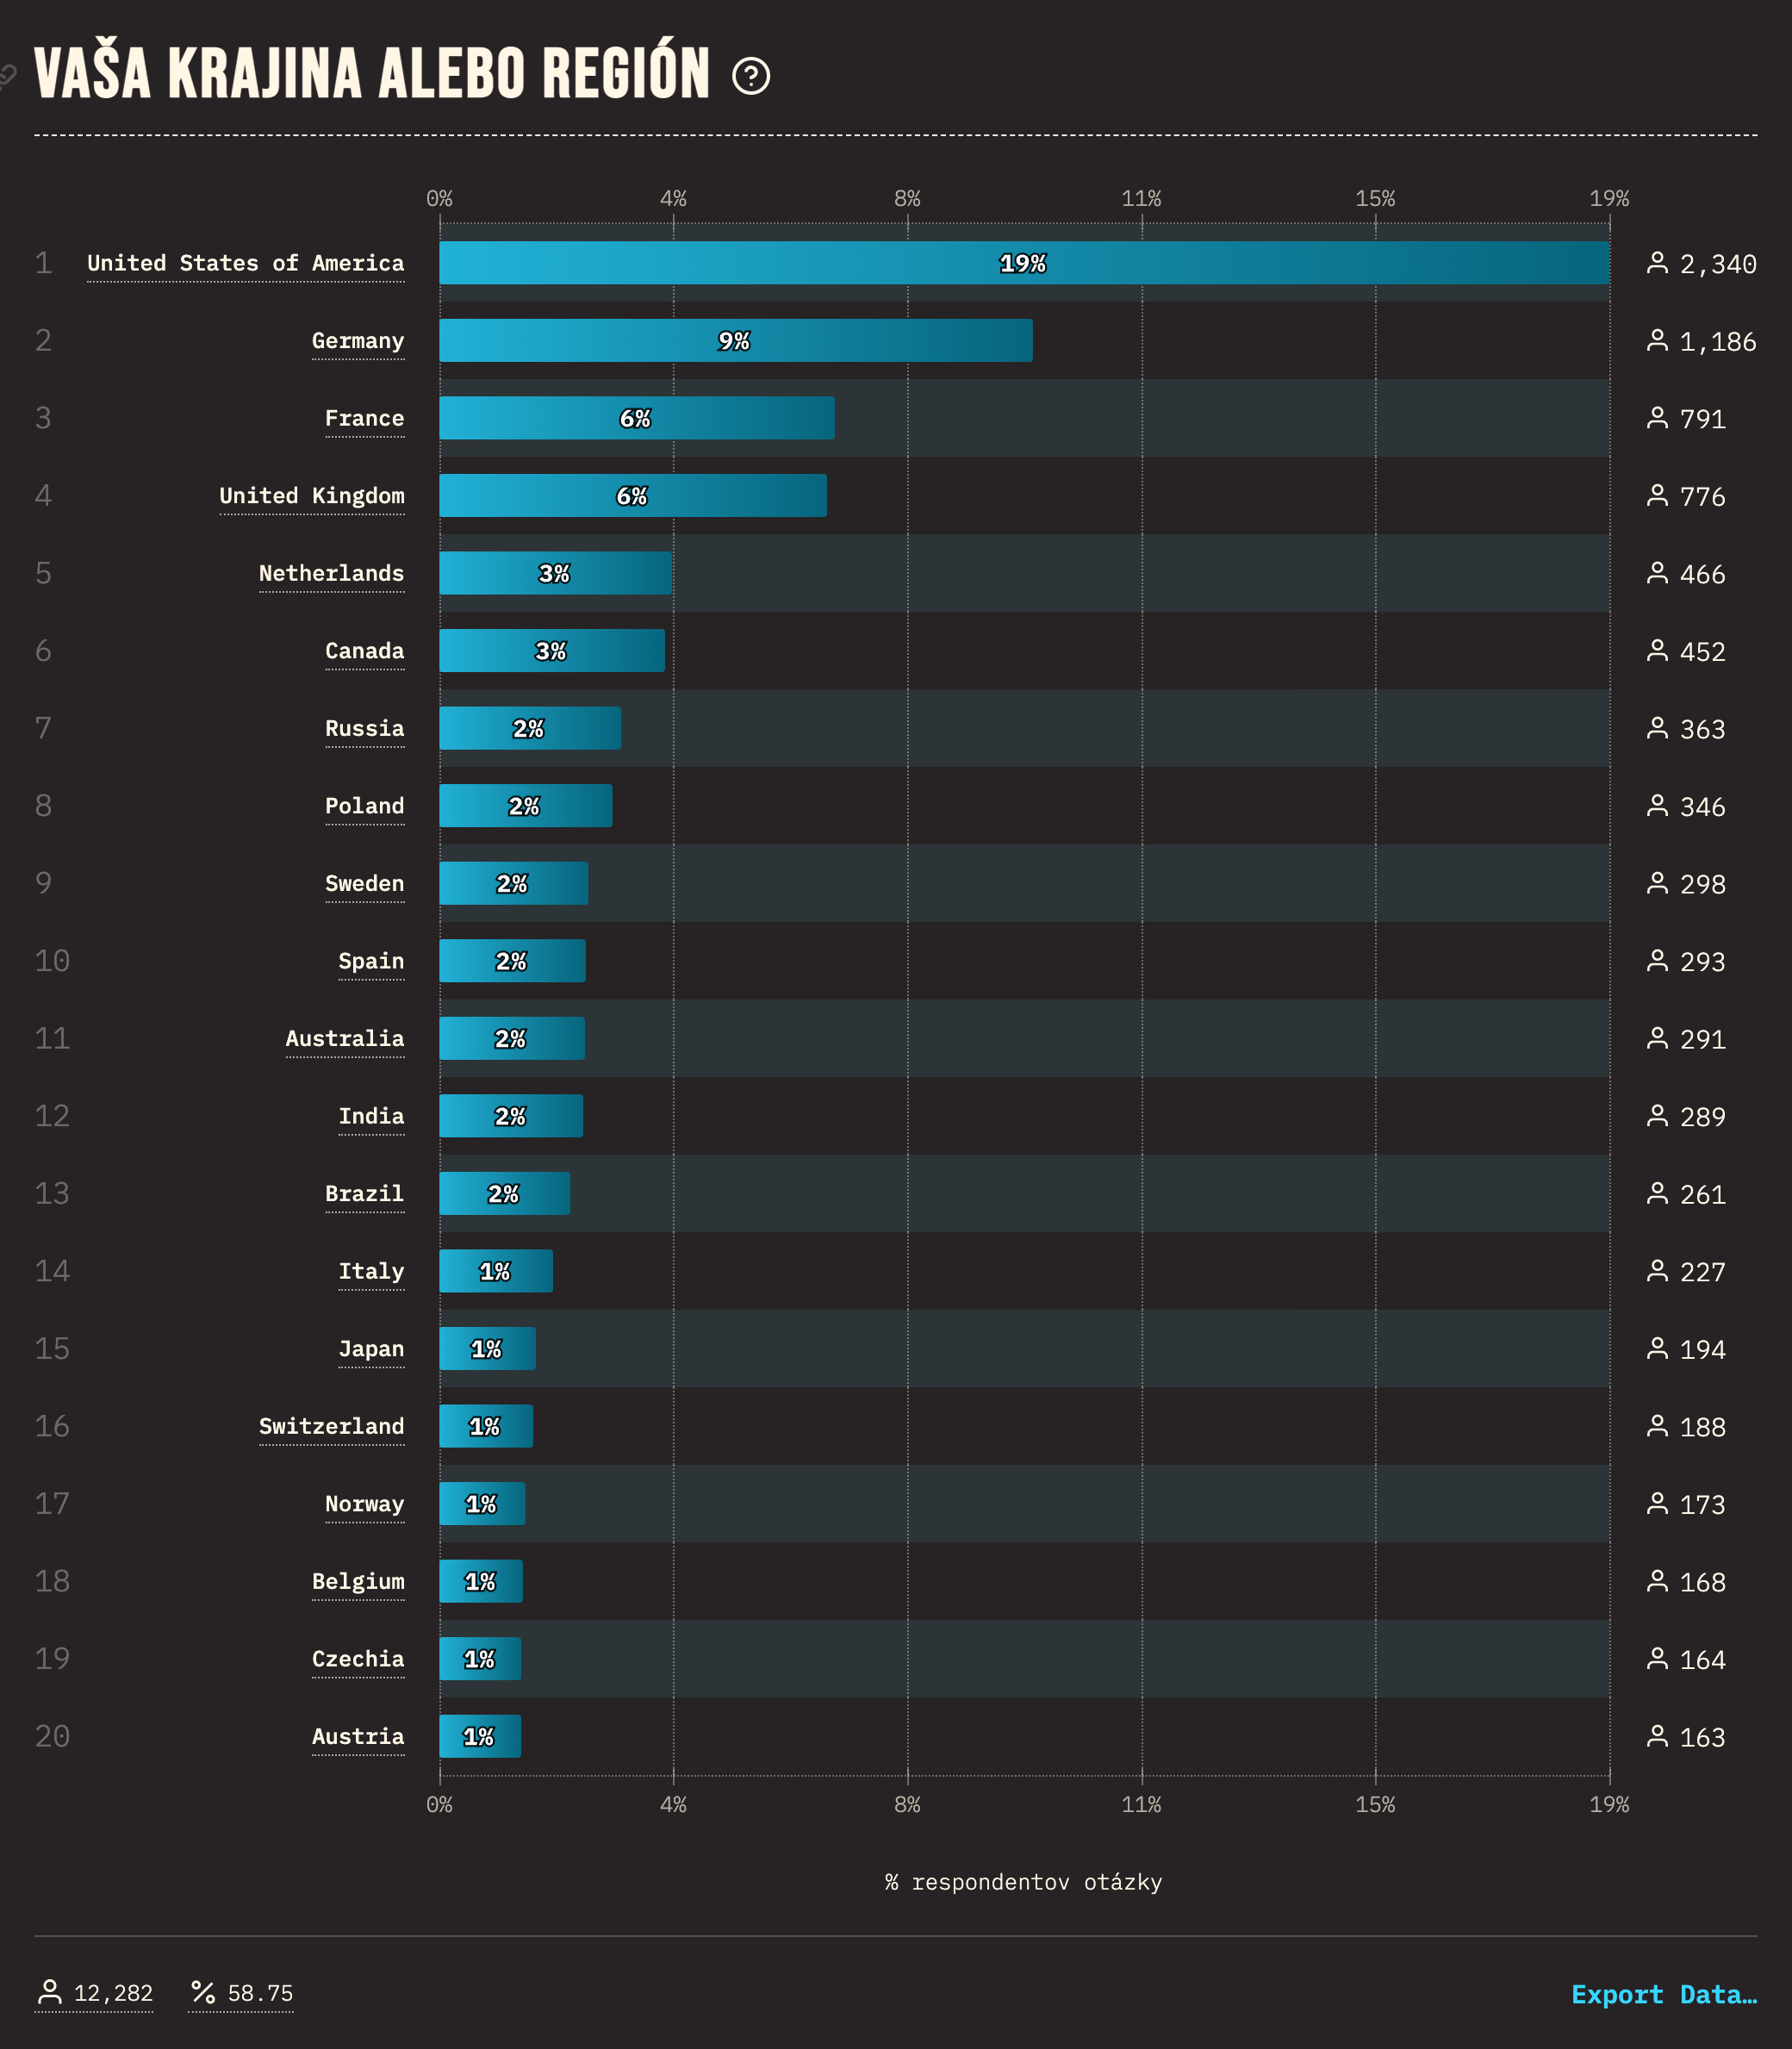 VAŠA KRAJINA ALEBO REGIÓN ?
0% 4% 8% 11% 15% 19%
1 United States of America 19% 2,340
2 Germany 9% 1,186
3 France 6% 791
4 United Kingdom 6% 776
5 Netherlands 3% 466
6 Canada 3% 452
7 Russia 2% 363
8 Poland 2% 346
9 Sweden 2% 298
10 Spain 2% 293
11 Australia 2% 291
12 India 2% 289
13 Brazil 2% 261
14 Italy 1% 227
15 Japan 1% 194
16 Switzerland 1% 188
17 Norway 1% 173
18 Belgium 1% 168
19 Czechia 1% 164
20 Austria 1% 163
0% 4% 8% 11% 15% 19%
% respondentov otázky
12,282 % 58.75 Export Data…